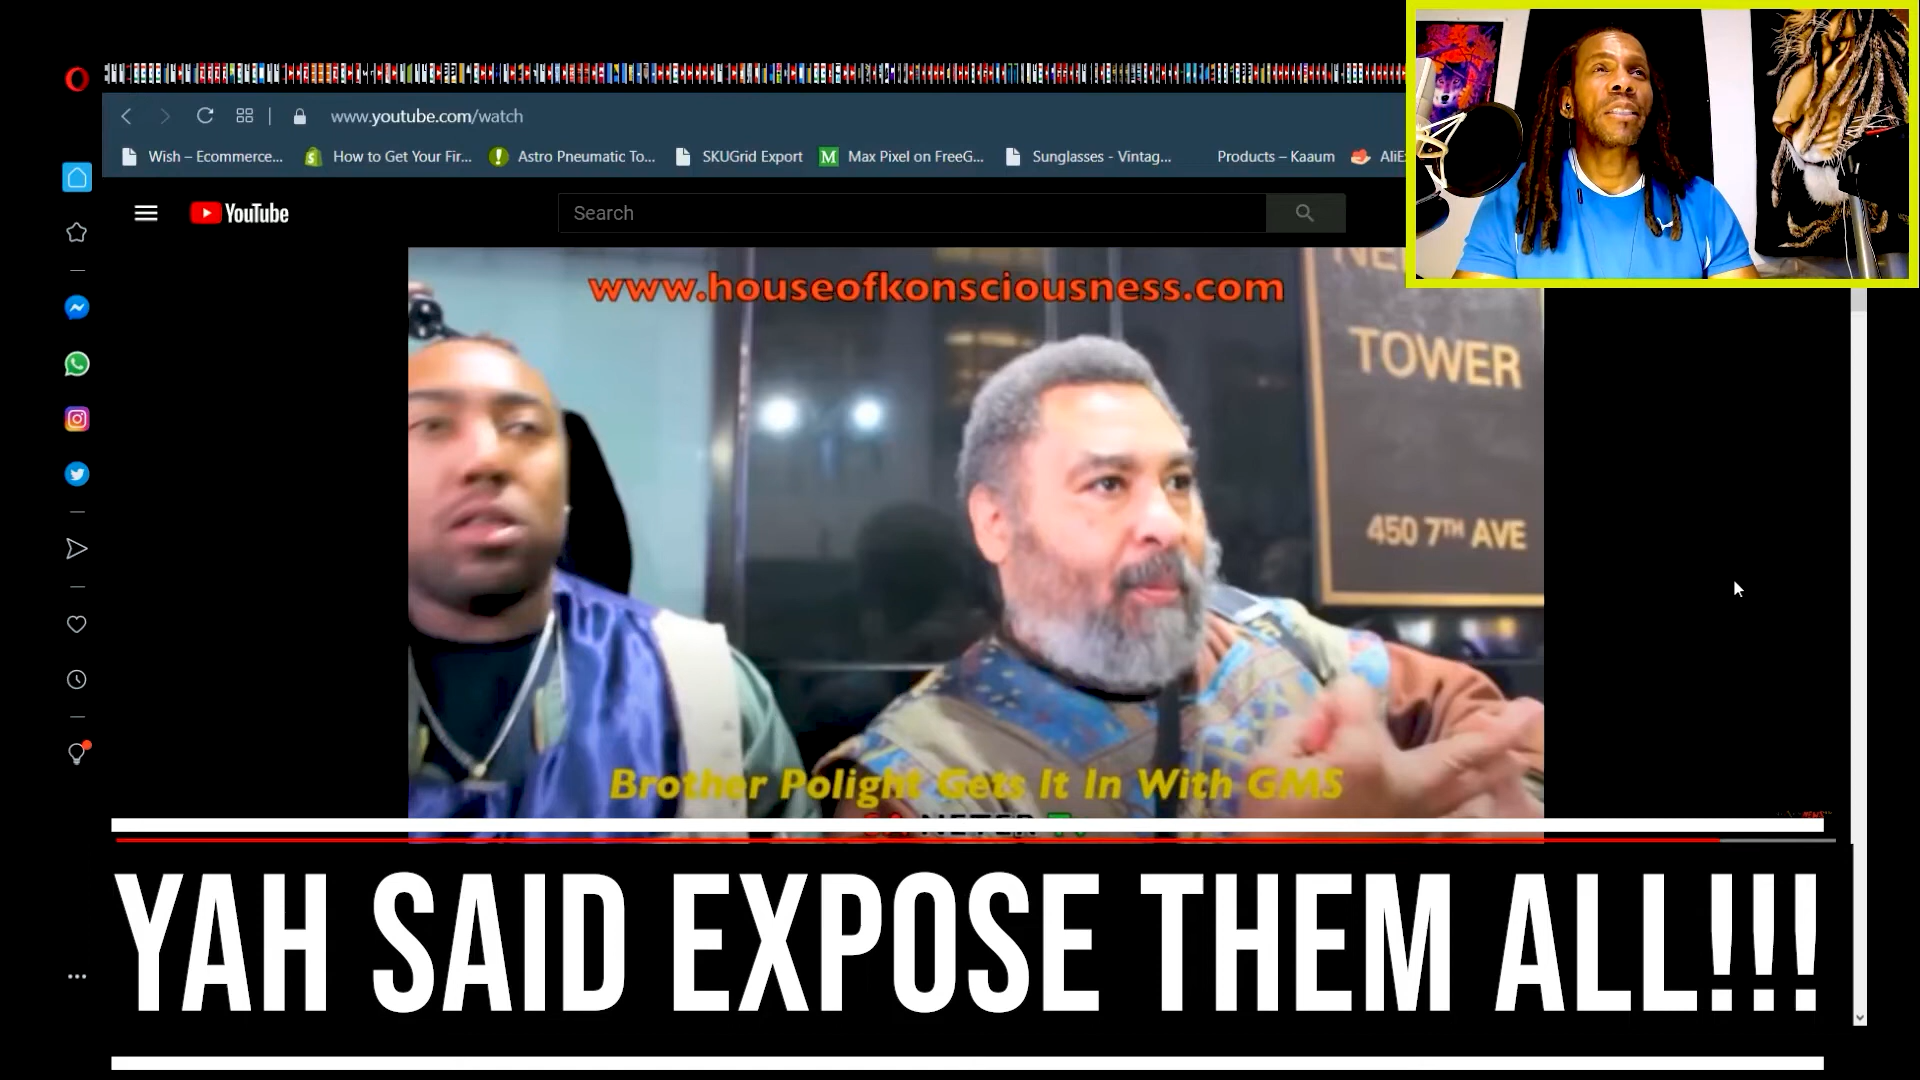 www.youtube.com/watch
Wish – Ecommerce... How to Get Your Fir... Astro Pneumatic To... SKUGrid Export Max Pixel on FreeG... Sunglasses - Vintag... Products – Kaaum
YouTube
Search
www.houseofkonsciousness.com
TOWER
450 7TH AVE
Brother Polight Gets It In With GMS
YAH SAID EXPOSE THEM ALL!!!